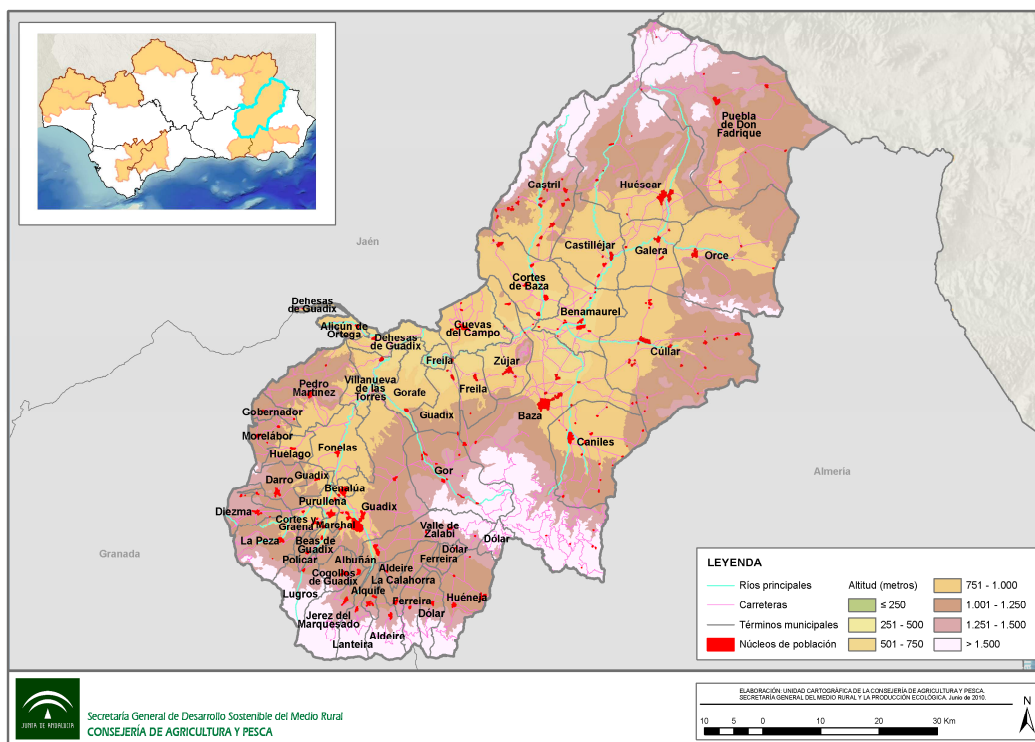 Jaén
Puebla
de Don
Fadrique
Castril
Huéscar
Castilléjar
Galera
Orce
Cortes
de Baza
Dehesas
de Guadix
Benamaurel
Alicún de
Ortega
Cuevas
del Campo
Dehesas
de Guadix
Cúllar
Freila
Zújar
Pedro
Martínez
Villanueva
de las
Torres
Gorafe
Freila
Gobernador
Guadix
Baza
Morelábor
Huélago
Fonelas
Caniles
Gor
Almeria
Darro
Guadix
Benalúa
Purullena
Guadix
Diezma
Cortes y
Graena
Marchal
Valle de
Zalabí
Dólar
La Peza
Beas de
Guadix
Granada
Policar
Albuñán
Dólar
Ferreira
Aldeire
Cogollos
de Guadix
La Calahorra
Lugros
Alquife
Ferreira
Huéneja
Dólar
Jerez del
Marquesado
Aldeire
Lanteira
LEYENDA
Ríos principales
Carreteras
Términos municipales
Núcleos de población
Altitud (metros)
≤ 250
251 - 500
501 - 750
751 - 1.000
1.001 - 1.250
1.251 - 1.500
> 1.500
JUNTA DE ANDALUCIA
Secretaría General de Desarrollo Sostenible del Medio Rural
CONSEJERÍA DE AGRICULTURA Y PESCA
ELABORACIÓN: UNIDAD CARTOGRÁFICA DE LA CONSEJERÍA DE AGRICULTURA Y PESCA.
SECRETARÍA GENERAL DEL MEDIO RURAL Y LA PRODUCCIÓN ECOLÓGICA. Junio de 2010.
10 5 0 10 20 30 Km
N